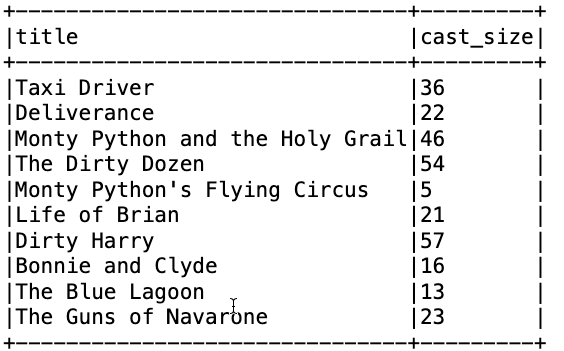 +-------------------------------+---------+
|title                          |cast_size|
+-------------------------------+---------+
|Taxi Driver                    |36       |
|Deliverance                    |22       |
|Monty Python and the Holy Grail|46       |
|The Dirty Dozen                |54       |
|Monty Python's Flying Circus   |5        |
|Life of Brian                  |21       |
|Dirty Harry                    |57       |
|Bonnie and Clyde               |16       |
|The Blue Lagoon                |13       |
|The Guns of Navarone           |23       |
+-------------------------------+---------+